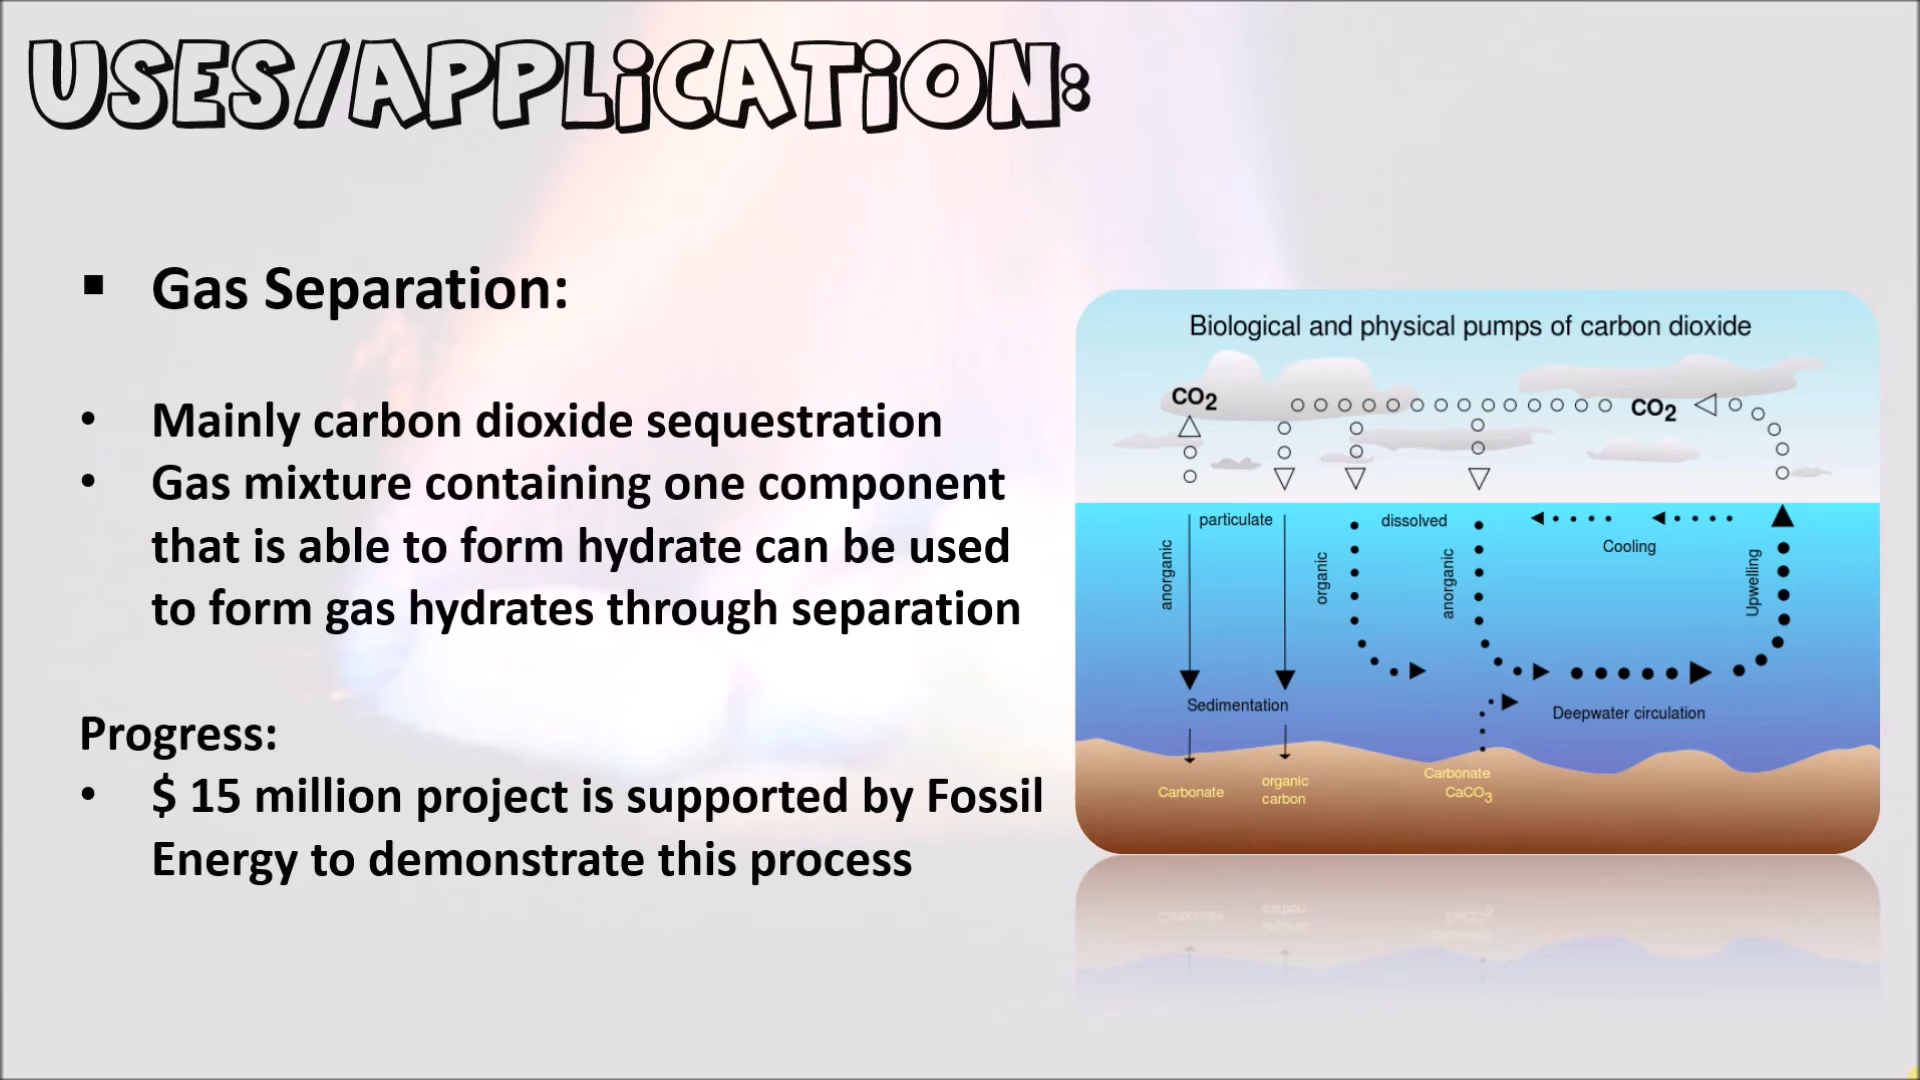 USES/APPLICATION:
▪ Gas Separation:
• Mainly carbon dioxide sequestration
• Gas mixture containing one component
that is able to form hydrate can be used
to form gas hydrates through separation
Progress:
• $ 15 million project is supported by Fossil
Energy to demonstrate this process
Biological and physical pumps of carbon dioxide
CO2
CO2
particulate
dissolved
Cooling
anorganic
organic
anorganic
Upwelling
Sedimentation
Deepwater circulation
Carbonate
organic
carbon
Carbonate
CaCO3